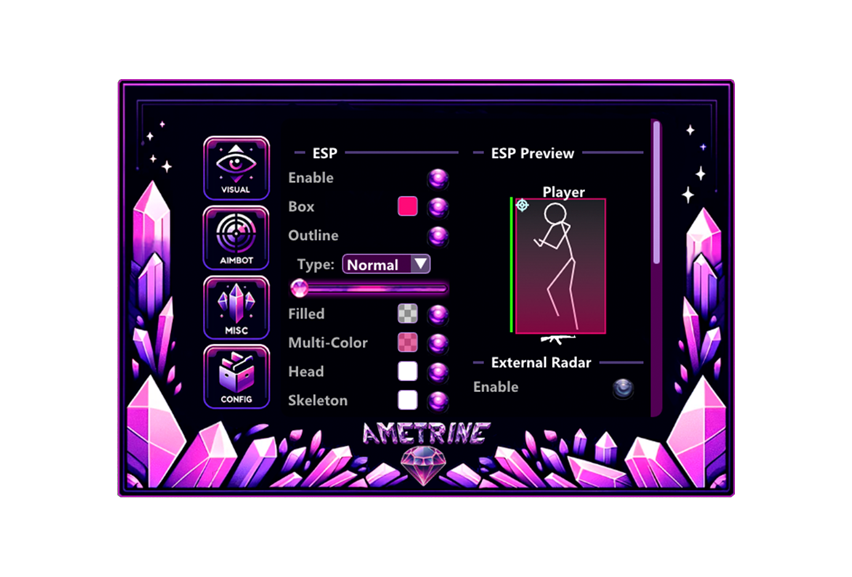 VISUAL
AIMBOT
MISC
CONFIG
ESP
Enable
Box
Outline
Type: Normal
Filled
Multi-Color
Head
Skeleton
ESP Preview
Player
External Radar
Enable
AMETRINE